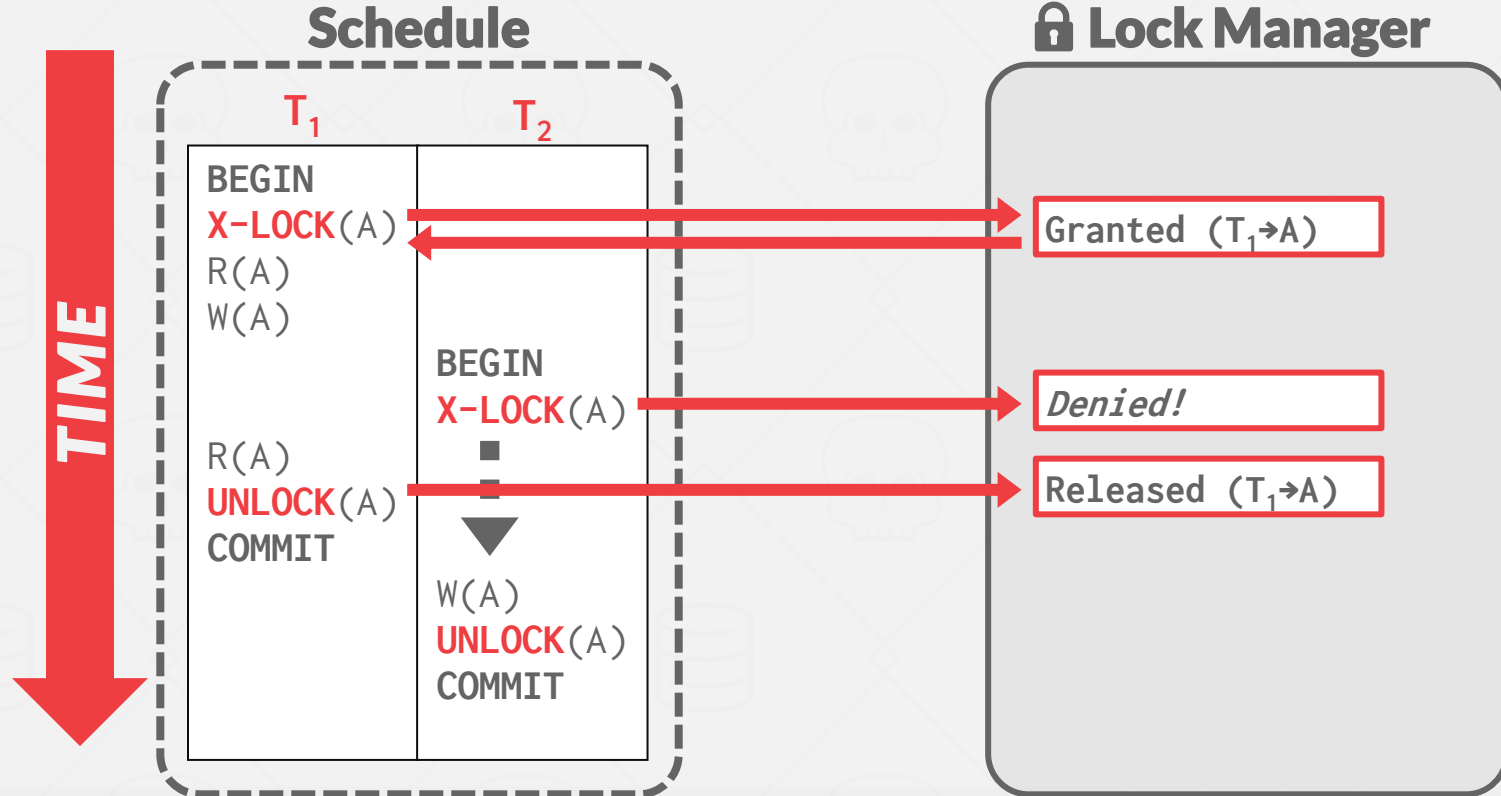 Schedule
Lock Manager
TIME
T₁
T₂
BEGIN
X-LOCK(A)
R(A)
W(A)
BEGIN
X-LOCK(A)
R(A)
UNLOCK(A)
COMMIT
W(A)
UNLOCK(A)
COMMIT
Granted (T₁→A)
Denied!
Released (T₁→A)